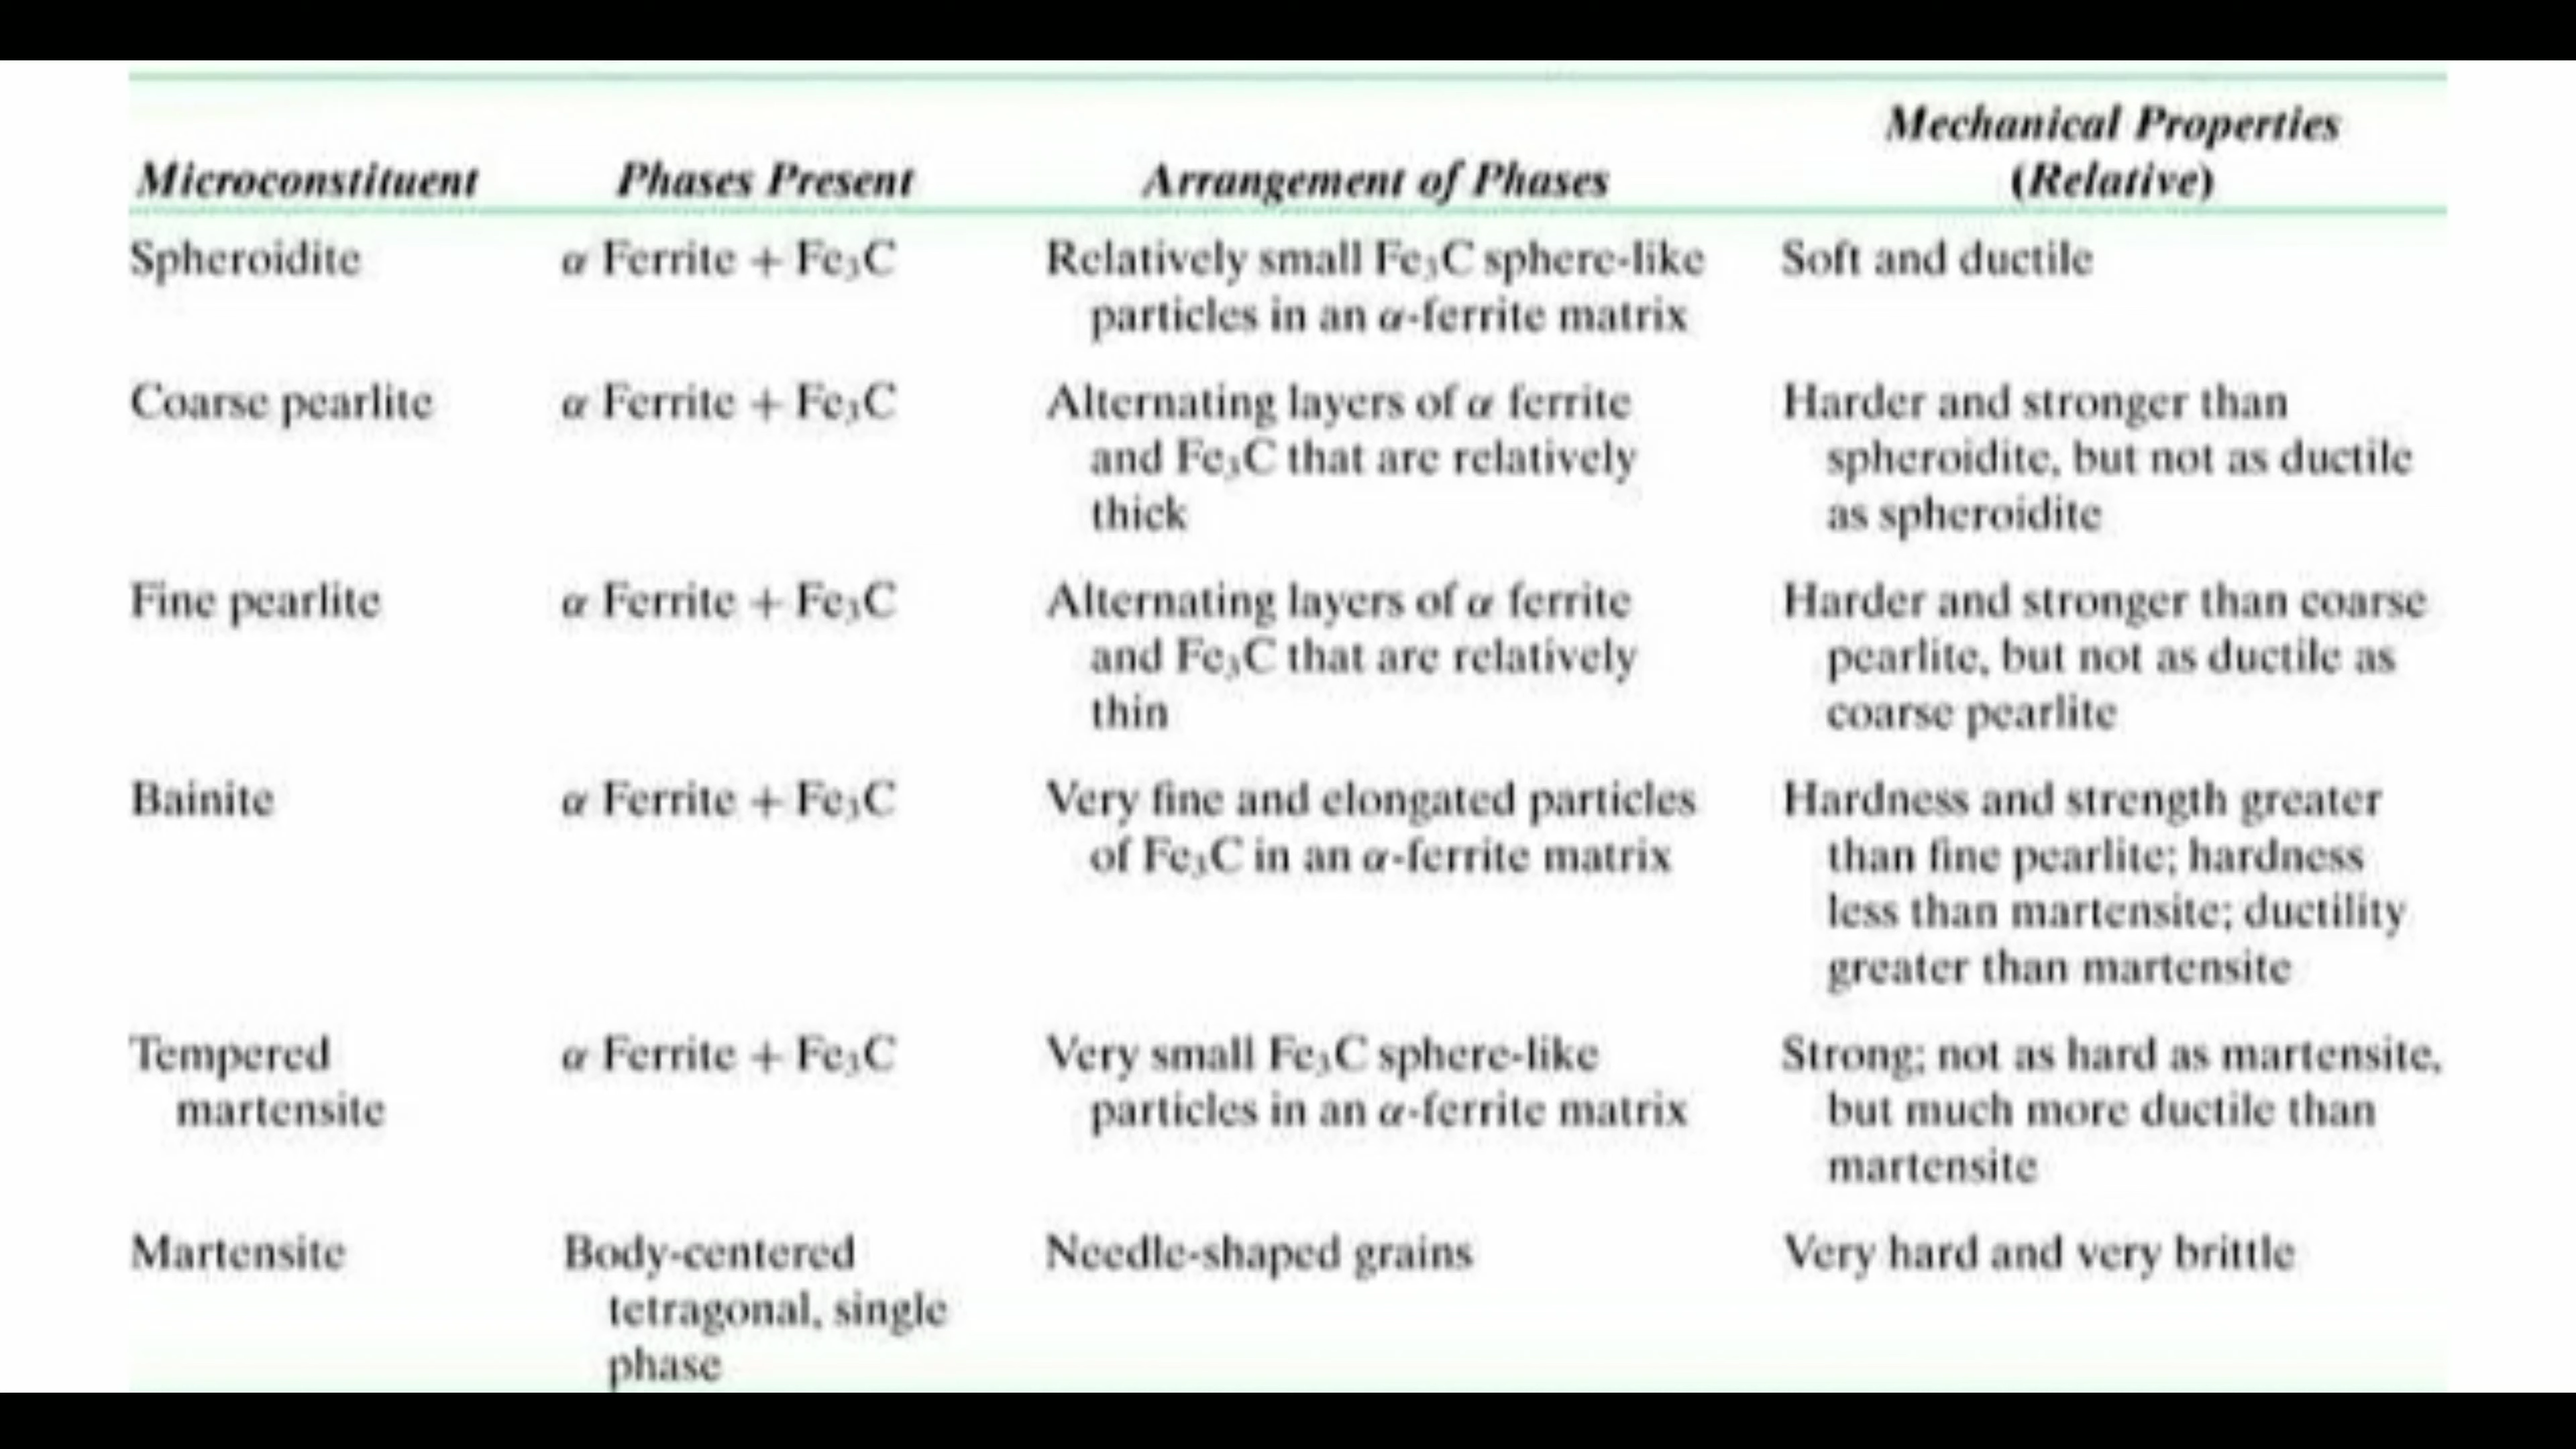 Microconstituent Phases Present Arrangement of Phases Mechanical Properties (Relative)
Spheroidite α Ferrite + Fe₃C Relatively small Fe₃C sphere-like Soft and ductile
particles in an α-ferrite matrix
Coarse pearlite α Ferrite + Fe₃C Alternating layers of α ferrite Harder and stronger than
and Fe₃C that are relatively spheroidite, but not as ductile
thick as spheroidite
Fine pearlite α Ferrite + Fe₃C Alternating layers of α ferrite Harder and stronger than coarse
and Fe₃C that are relatively pearlite, but not as ductile as
thin coarse pearlite
Bainite α Ferrite + Fe₃C Very fine and elongated particles Hardness and strength greater
of Fe₃C in an α-ferrite matrix than fine pearlite; hardness
less than martensite; ductility
greater than martensite
Tempered α Ferrite + Fe₃C Very small Fe₃C sphere-like Strong; not as hard as martensite,
martensite particles in an α-ferrite matrix but much more ductile than
martensite
Martensite Body-centered Needle-shaped grains Very hard and very brittle
tetragonal, single
phase